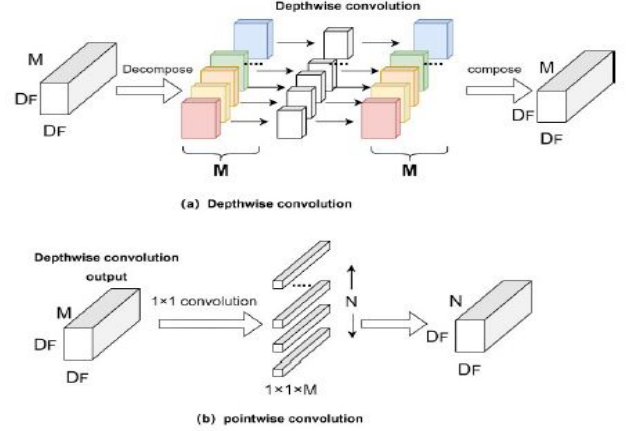 Depthwise convolution
M
DF
DF
Decompose
.....
.....
compose
M
DF
DF
M
M
(a) Depthwise convolution
Depthwise convolution
output
M
DF
DF
1×1 convolution
.....
N
1×1×M
N
DF
DF
(b) pointwise convolution